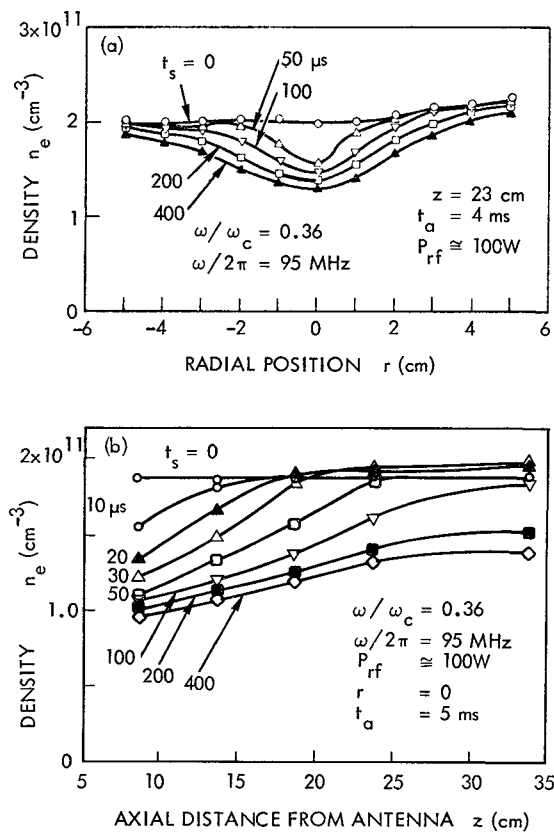 3×10¹¹
(a)
tₛ = 0
50 μs
100
2
1
0
200
400
z = 23 cm
tₐ = 4 ms
P_rf ≅ 100W
ω/ω_c = 0.36
ω/2π = 95 MHz
DENSITY nₑ (cm⁻³)
−6 −4 −2 0 2 4 6
RADIAL POSITION r (cm)
(b)
2×10¹¹
tₛ = 0
10 μs
20
30
50
1.0
100
200
400
ω/ω_c = 0.36
ω/2π = 95 MHz
P_rf ≅ 100W
r = 0
tₐ = 5 ms
0
DENSITY nₑ (cm⁻³)
5 10 15 20 25 30 35
AXIAL DISTANCE FROM ANTENNA z (cm)